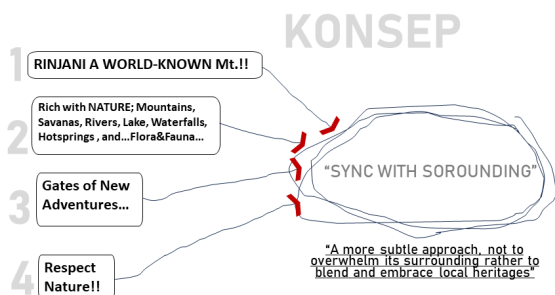 KONSEP
1
RINJANI A WORLD-KNOWN Mt.!!
2
Rich with NATURE; Mountains,
Savanas, Rivers, Lake, Waterfalls,
Hotsprings , and...Flora&Fauna...
3
Gates of New
Adventures...
4
Respect
Nature!!
“SYNC WITH SOROUNDING”
“A more subtle approach, not to
overwhelm its surrounding rather to
blend and embrace local heritages”